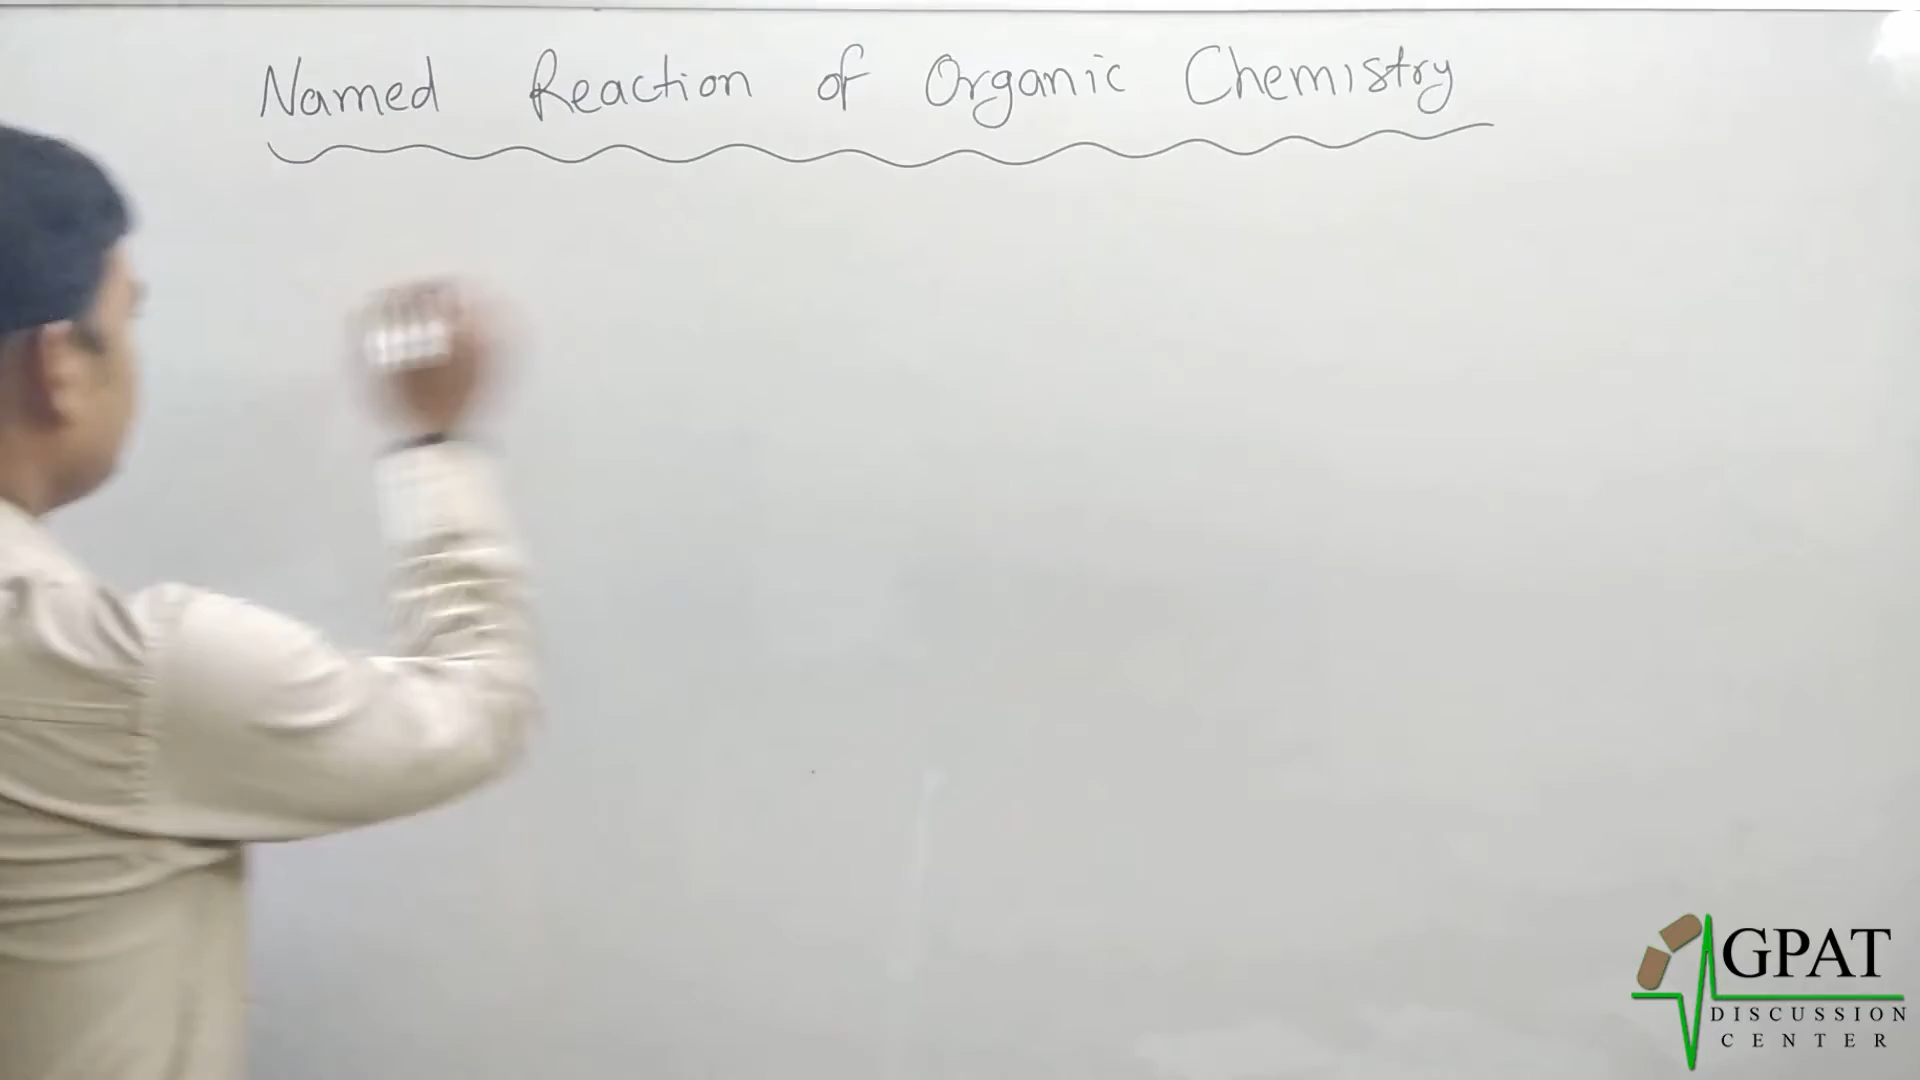 Named Reaction of Organic Chemistry
GPAT
DISCUSSION
CENTER